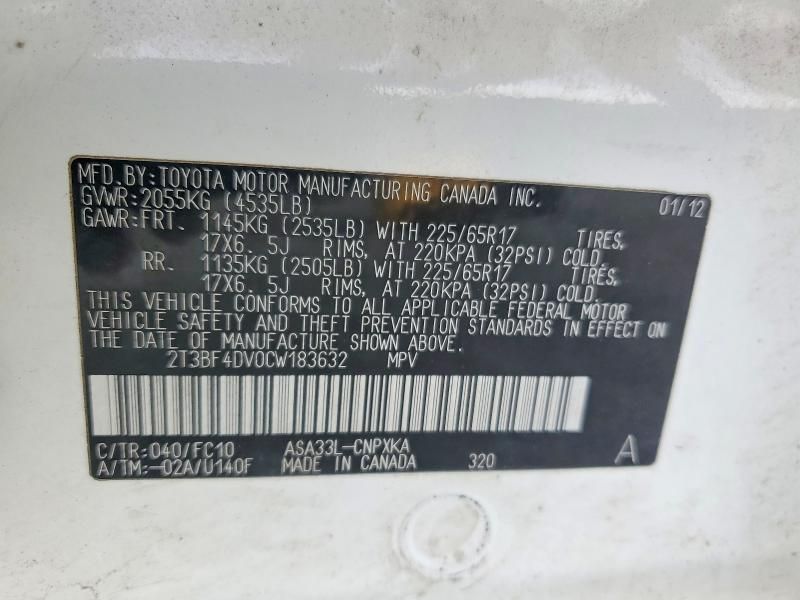 MFD. BY: TOYOTA MOTOR MANUFACTURING CANADA INC.
GVWR: 2055KG (4535LB) 01/12
GAWR: FRT. 1145KG (2535LB) WITH 225/65R17 TIRES,
17X6. 5J RIMS, AT 220KPA (32PSI) COLD.
RR. 1135KG (2505LB) WITH 225/65R17 TIRES,
17X6. 5J RIMS, AT 220KPA (32PSI) COLD.
THIS VEHICLE CONFORMS TO ALL APPLICABLE FEDERAL MOTOR
VEHICLE SAFETY AND THEFT PREVENTION STANDARDS IN EFFECT ON
THE DATE OF MANUFACTURE SHOWN ABOVE.
2T3BF4DV0CW183632 MPV
C/TR: 040/FC10 ASA33L-CNPXKA
A/TM: -02A/U140F MADE IN CANADA 320 A